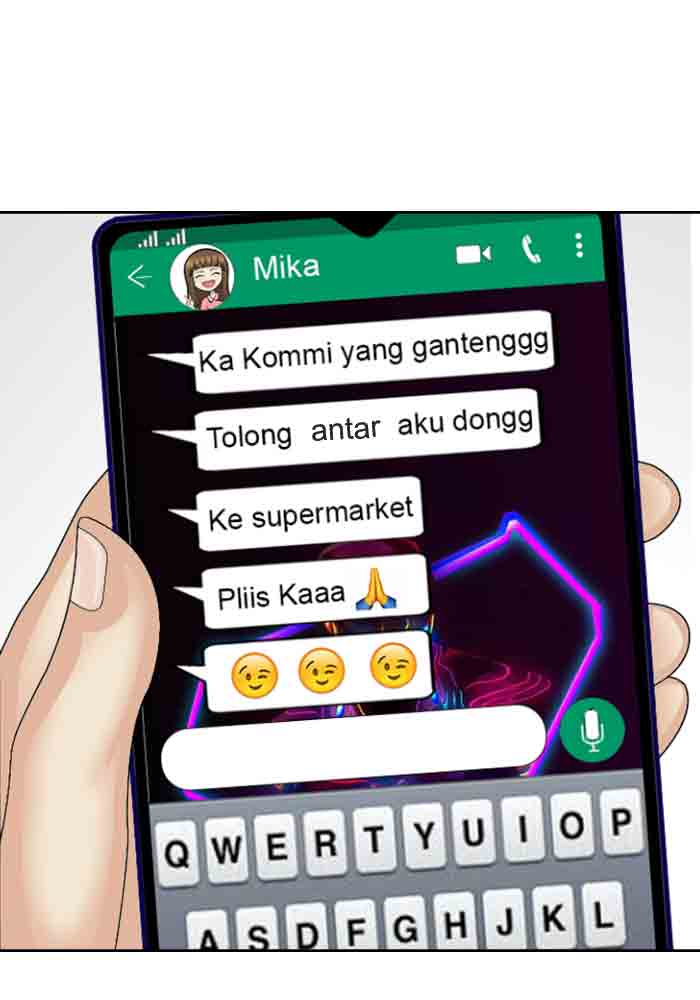 Mika
Ka Kommi yang gantenggg
Tolong antar aku dongg
Ke supermarket
Pliis Kaaa 🙏
😉 😉 😉
Q W E R T Y U I O P
A S D F G H J K L